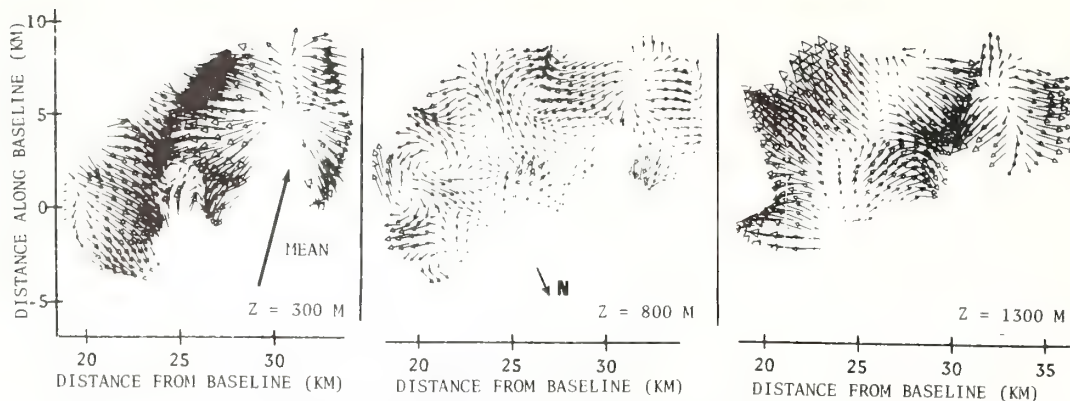 DISTANCE ALONG BASELINE (KM)
10
5
0
-5
MEAN
Z = 300 M
20 25 30
DISTANCE FROM BASELINE (KM)
N
Z = 800 M
20 25 30
DISTANCE FROM BASELINE (KM)
Z = 1300 M
20 25 30 35
DISTANCE FROM BASELINE (KM)